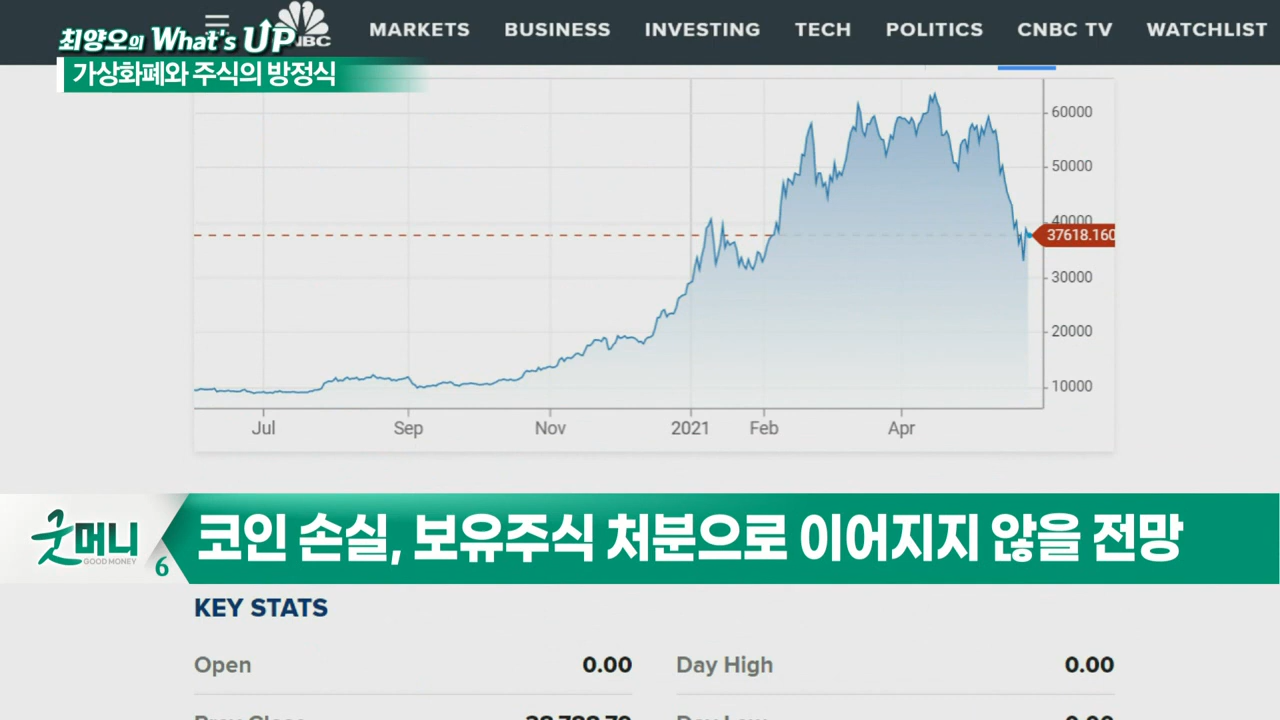 MARKETS BUSINESS INVESTING TECH POLITICS CNBC TV WATCHLIST
최양오의 What's UP
가상화폐와 주식의 방정식
60000
50000
40000
37618.160
30000
20000
10000
Jul Sep Nov 2021 Feb Apr
굿머니
GOOD MONEY
6
코인 손실, 보유주식 처분으로 이어지지 않을 전망
KEY STATS
Open 0.00 Day High 0.00